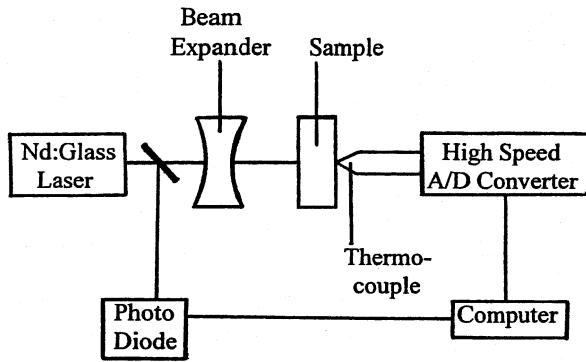 Beam
Expander
Sample
Nd:Glass
Laser
High Speed
A/D Converter
Thermo-
couple
Photo
Diode
Computer